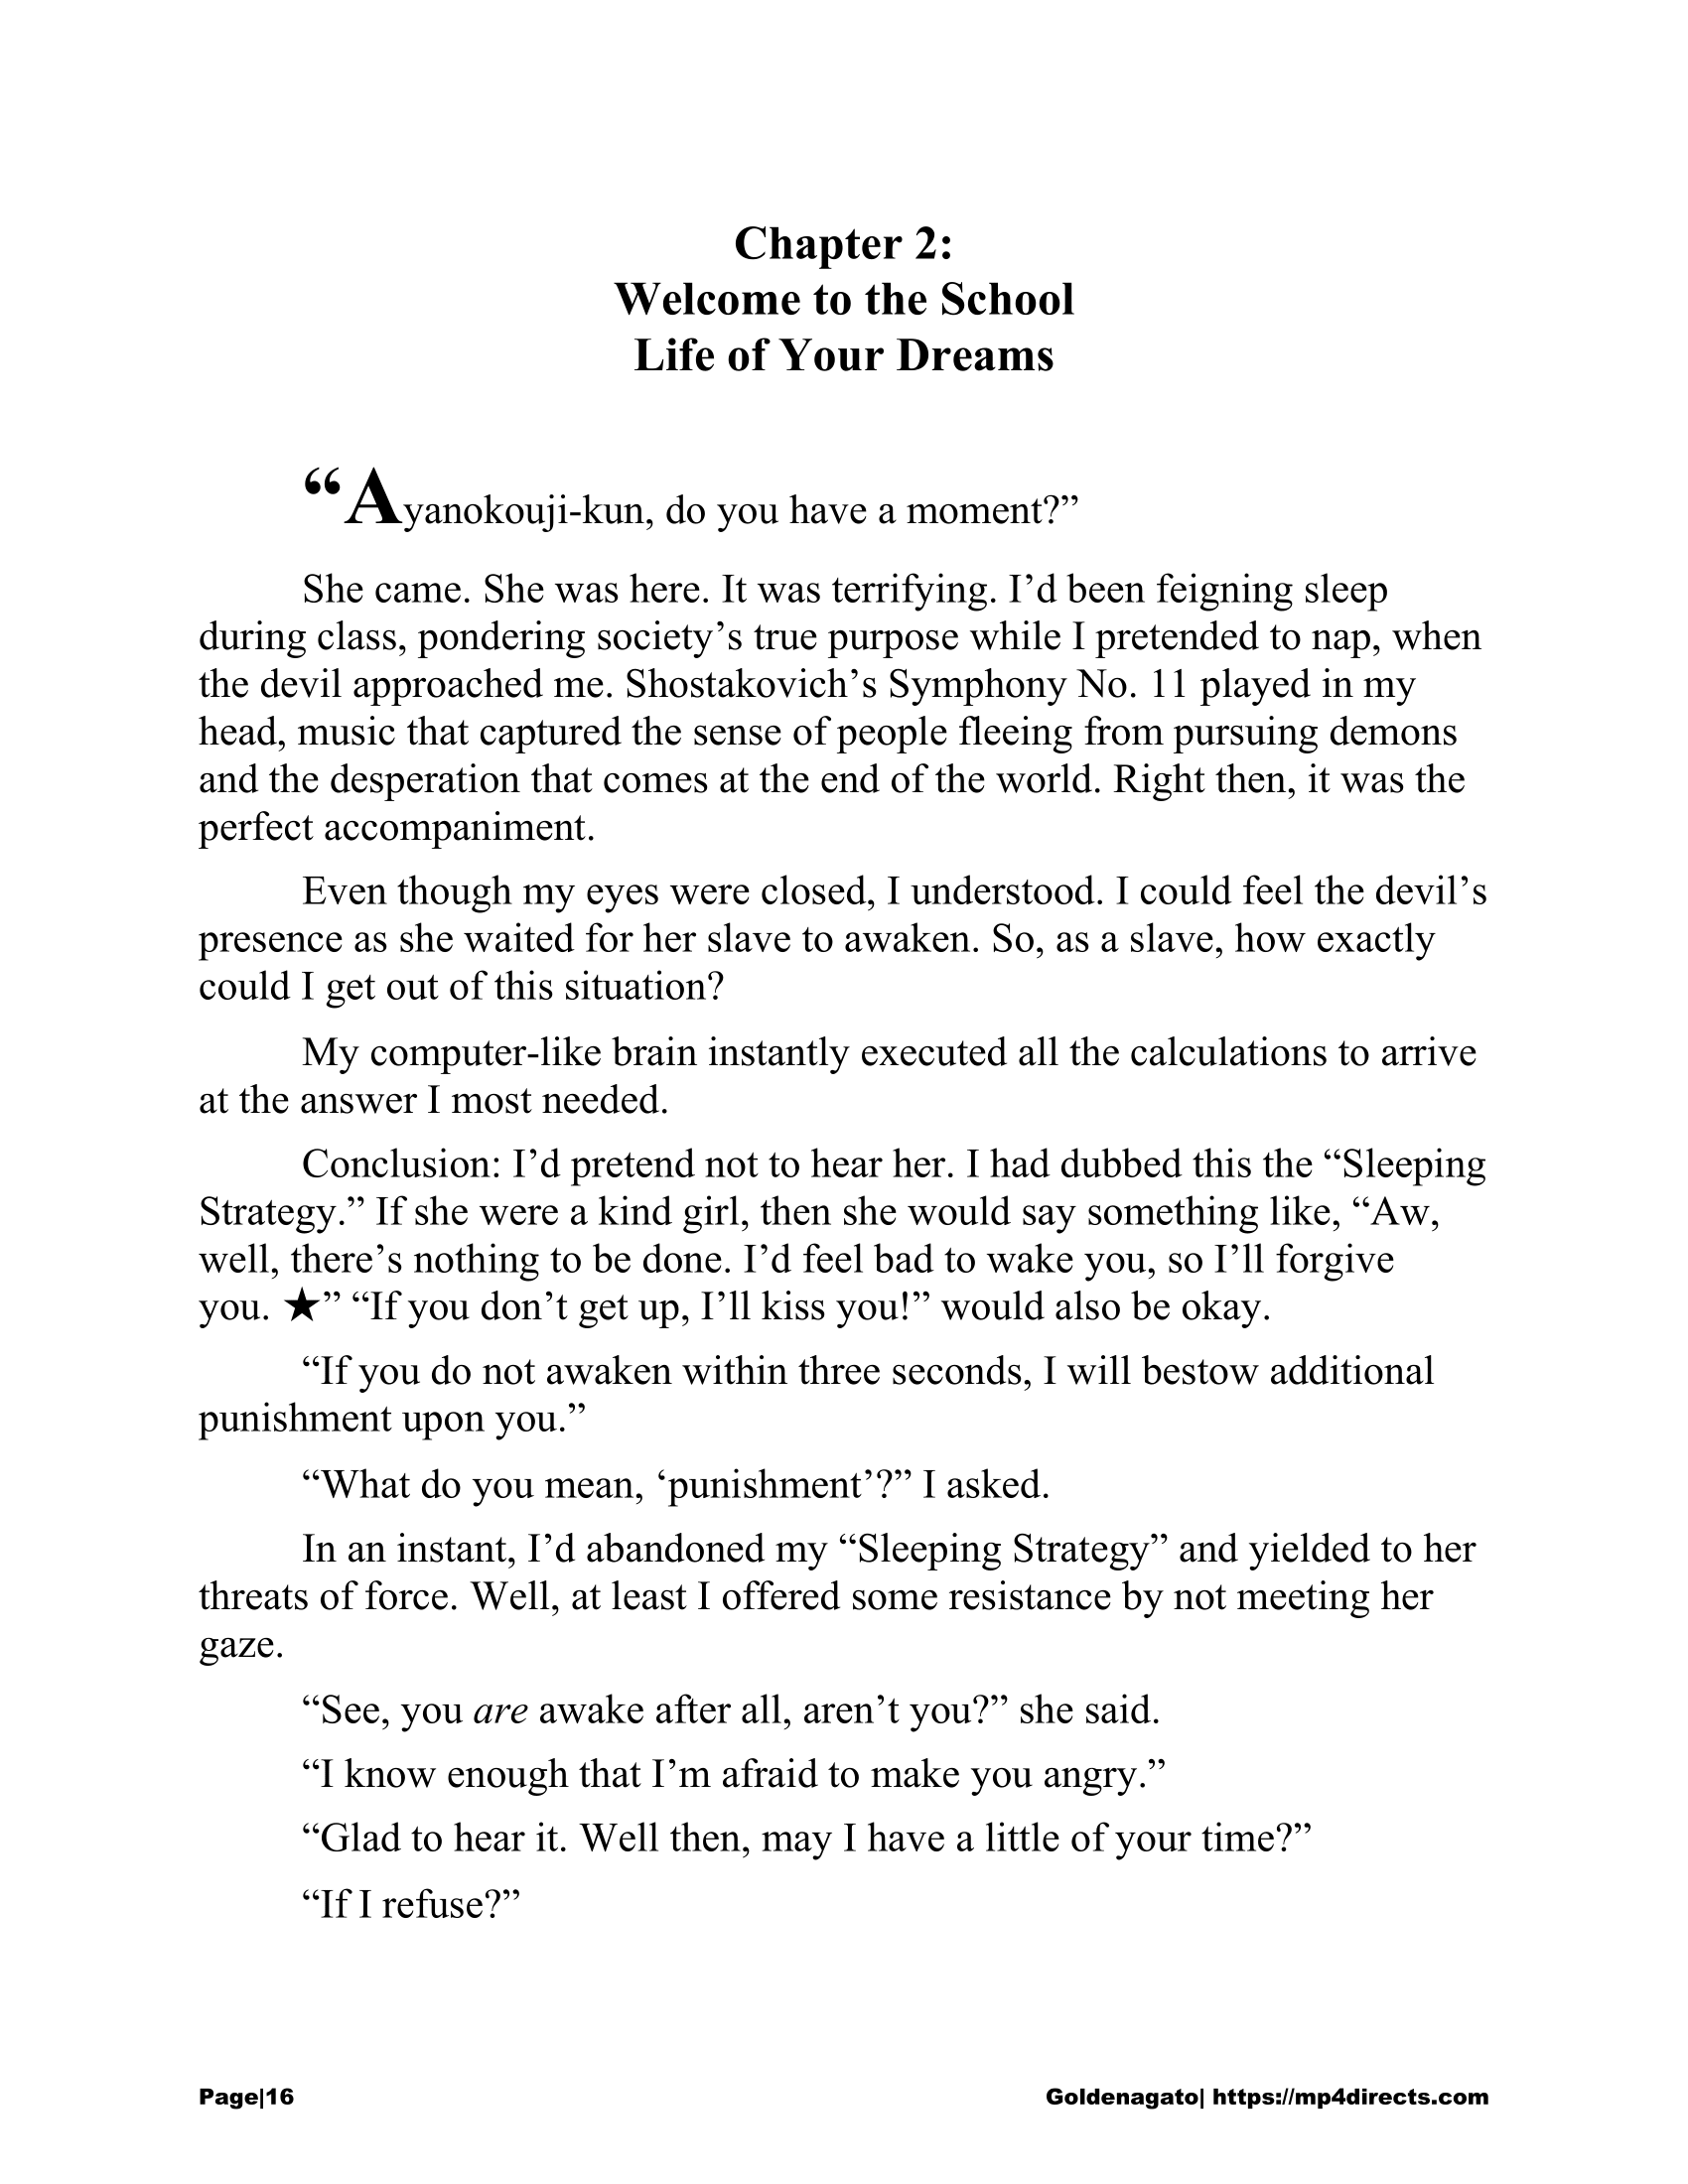 Chapter 2:
Welcome to the School
Life of Your Dreams
“Ayanokouji-kun, do you have a moment?”
She came. She was here. It was terrifying. I’d been feigning sleep
during class, pondering society’s true purpose while I pretended to nap, when
the devil approached me. Shostakovich’s Symphony No. 11 played in my
head, music that captured the sense of people fleeing from pursuing demons
and the desperation that comes at the end of the world. Right then, it was the
perfect accompaniment.
Even though my eyes were closed, I understood. I could feel the devil’s
presence as she waited for her slave to awaken. So, as a slave, how exactly
could I get out of this situation?
My computer-like brain instantly executed all the calculations to arrive
at the answer I most needed.
Conclusion: I’d pretend not to hear her. I had dubbed this the “Sleeping
Strategy.” If she were a kind girl, then she would say something like, “Aw,
well, there’s nothing to be done. I’d feel bad to wake you, so I’ll forgive
you. ★” “If you don’t get up, I’ll kiss you!” would also be okay.
“If you do not awaken within three seconds, I will bestow additional
punishment upon you.”
“What do you mean, ‘punishment’?” I asked.
In an instant, I’d abandoned my “Sleeping Strategy” and yielded to her
threats of force. Well, at least I offered some resistance by not meeting her
gaze.
“See, you are awake after all, aren’t you?” she said.
“I know enough that I’m afraid to make you angry.”
“Glad to hear it. Well then, may I have a little of your time?”
“If I refuse?”
Page|16 Goldenagato| https://mp4directs.com